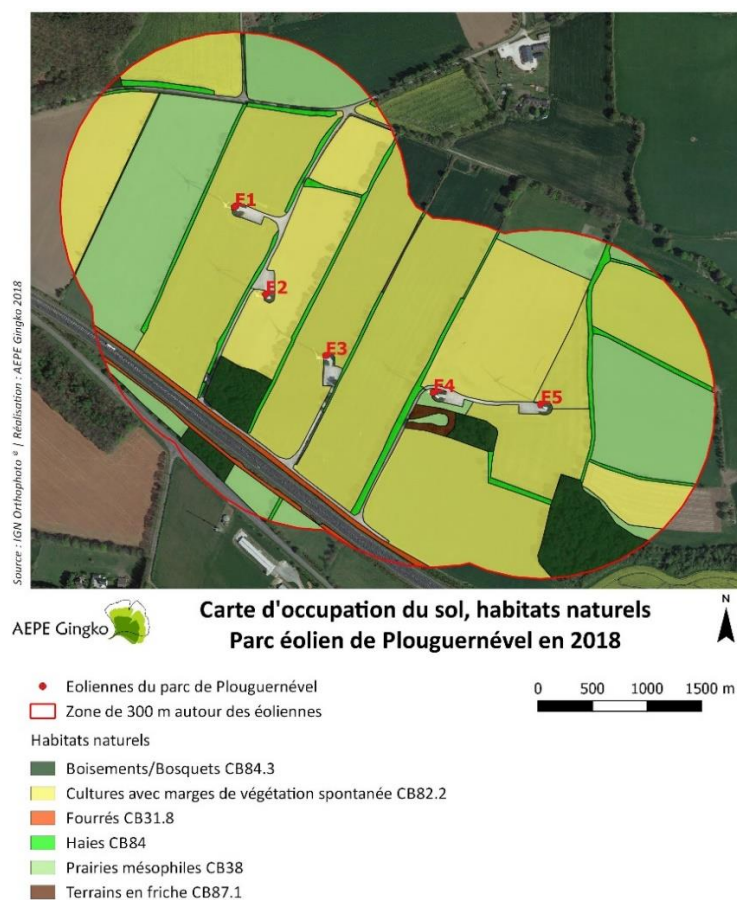 E1
E2
E3
E4
E5
Source : IGN Orthophoto ® | Réalisation : AEPE Gingko 2018
AEPE Gingko
Carte d'occupation du sol, habitats naturels
Parc éolien de Plouguernével en 2018
N
Eoliennes du parc de Plouguernével
Zone de 300 m autour des éoliennes
0 500 1000 1500 m
Habitats naturels
Boisements/Bosquets CB84.3
Cultures avec marges de végétation spontanée CB82.2
Fourrés CB31.8
Haies CB84
Prairies mésophiles CB38
Terrains en friche CB87.1